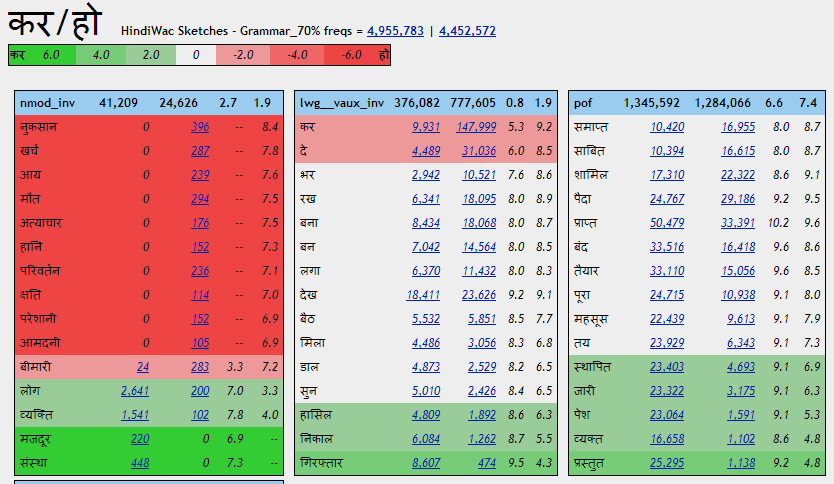 कर/हो HindiWac Sketches - Grammar_70% freqs = 4,955,783 | 4,452,572
कर 6.0 4.0 2.0 0 -2.0 -4.0 -6.0 हो
nmod_inv 41,209 24,626 2.7 1.9
नुकसान 0 396 -- 8.4
खर्च 0 287 -- 7.8
आय 0 239 -- 7.6
मौत 0 294 -- 7.5
अत्याचार 0 176 -- 7.5
हानि 0 152 -- 7.3
परिवर्तन 0 236 -- 7.1
क्षति 0 114 -- 7.0
परेशानी 0 152 -- 6.9
आमदनी 0 105 -- 6.9
बीमारी 24 283 3.3 7.2
लोग 2,641 200 7.0 3.3
व्यक्ति 1,541 102 7.8 4.0
मजदूर 220 0 6.9 --
संस्था 448 0 7.3 --
lwg__vaux_inv 376,082 777,605 0.8 1.9
कर 9,931 147,999 5.3 9.2
दे 4,489 31,036 6.0 8.5
भर 2,942 10,521 7.6 8.6
रख 6,341 18,095 8.0 8.9
बना 8,434 18,068 8.0 8.7
बन 7,042 14,564 8.0 8.5
लगा 6,370 11,432 8.0 8.3
देख 18,411 23,626 9.2 9.1
बैठ 5,532 5,851 8.5 7.7
मिला 4,486 3,056 8.3 6.8
डाल 4,873 2,529 8.2 6.5
सुन 5,010 2,426 8.4 6.5
हासिल 4,809 1,892 8.6 6.3
निकाल 6,084 1,262 8.7 5.5
गिरफ्तार 8,607 474 9.5 4.3
pof 1,345,592 1,284,066 6.6 7.4
समाप्त 10,420 16,955 8.0 8.7
साबित 10,394 16,615 8.0 8.7
शामिल 17,310 22,322 8.6 9.1
पैदा 24,767 29,186 9.2 9.5
प्राप्त 50,479 33,391 10.2 9.6
बंद 33,516 16,418 9.6 8.6
तैयार 33,110 15,056 9.6 8.5
पूरा 24,715 10,938 9.1 8.0
महसूस 22,439 9,613 9.1 7.9
तय 23,929 6,343 9.1 7.3
स्थापित 23,403 4,693 9.1 6.9
जारी 23,322 3,175 9.1 6.3
पेश 23,064 1,591 9.1 5.3
व्यक्त 16,658 1,102 8.6 4.8
प्रस्तुत 25,295 1,138 9.2 4.8